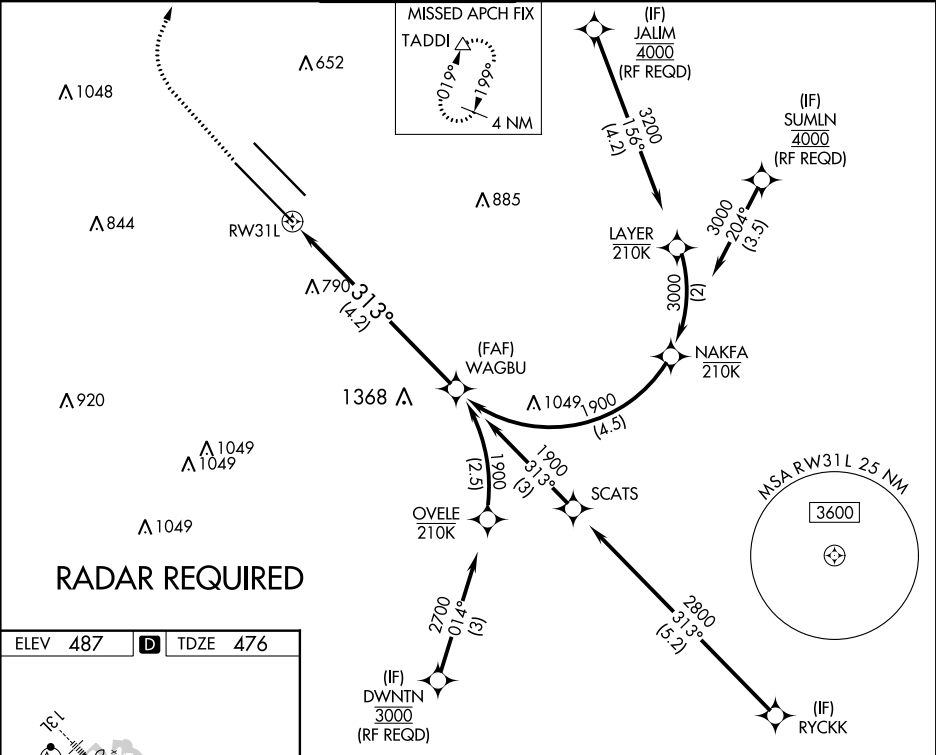 MISSED APCH FIX
TADDI
019°
199°
4 NM
(IF)
JALIM
4000
(RF REQD)
652
1048
3200
156°
(4.2)
(IF)
SUMLN
4000
(RF REQD)
885
844
RW31L
LAYER
210K
3000
204°
(3.5)
790
313°
(4.2)
3000
(2)
(FAF)
WAGBU
NAKFA
210K
920
1368
1049
1900
(4.5)
1049
1049
1900
(2.5)
1900
313°
(3)
SCATS
MSA RW31L 25 NM
3600
OVELE
210K
1049
RADAR REQUIRED
2700
014°
(3)
2800
313°
(5.2)
ELEV 487 D TDZE 476
(IF)
DWNTN
3000
(RF REQD)
(IF)
RYCKK
13L